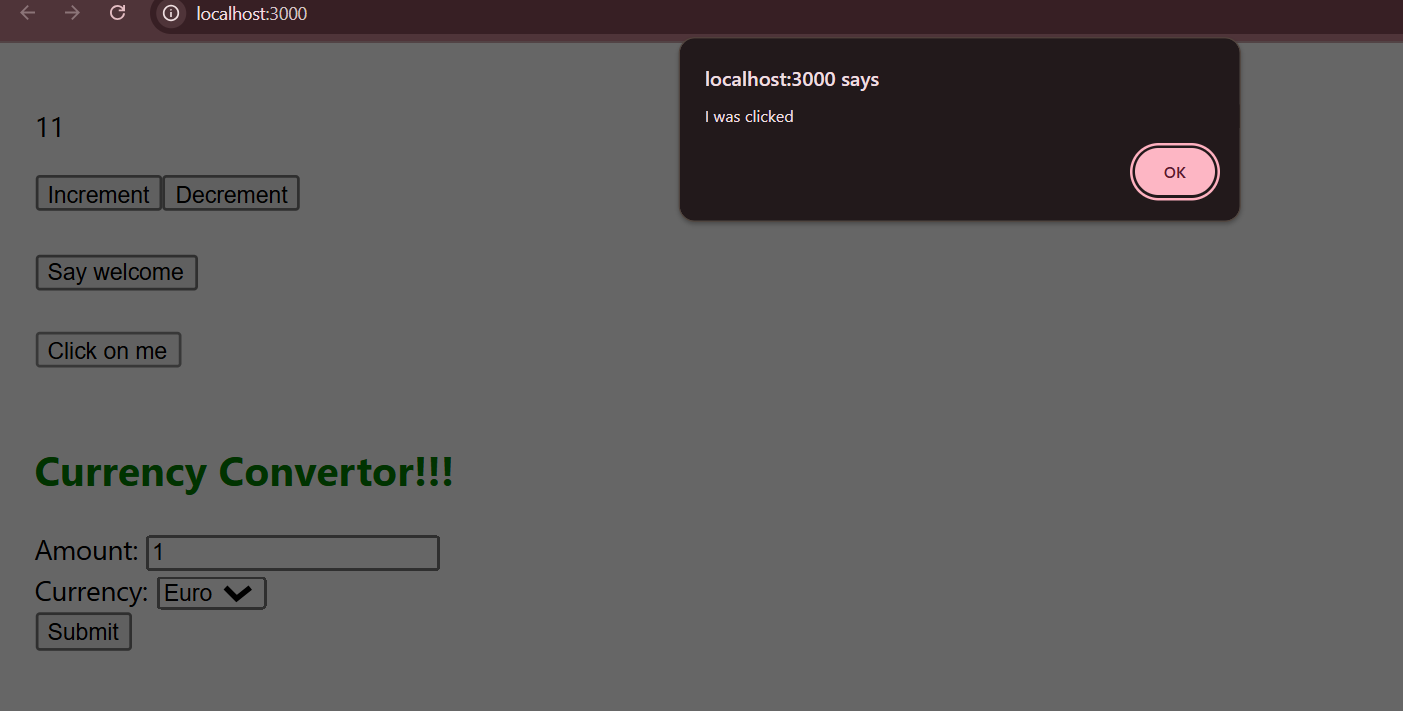 localhost:3000
localhost:3000 says
I was clicked
OK
11
Increment Decrement
Say welcome
Click on me
Currency Convertor!!!
Amount: 1
Currency: Euro
Submit